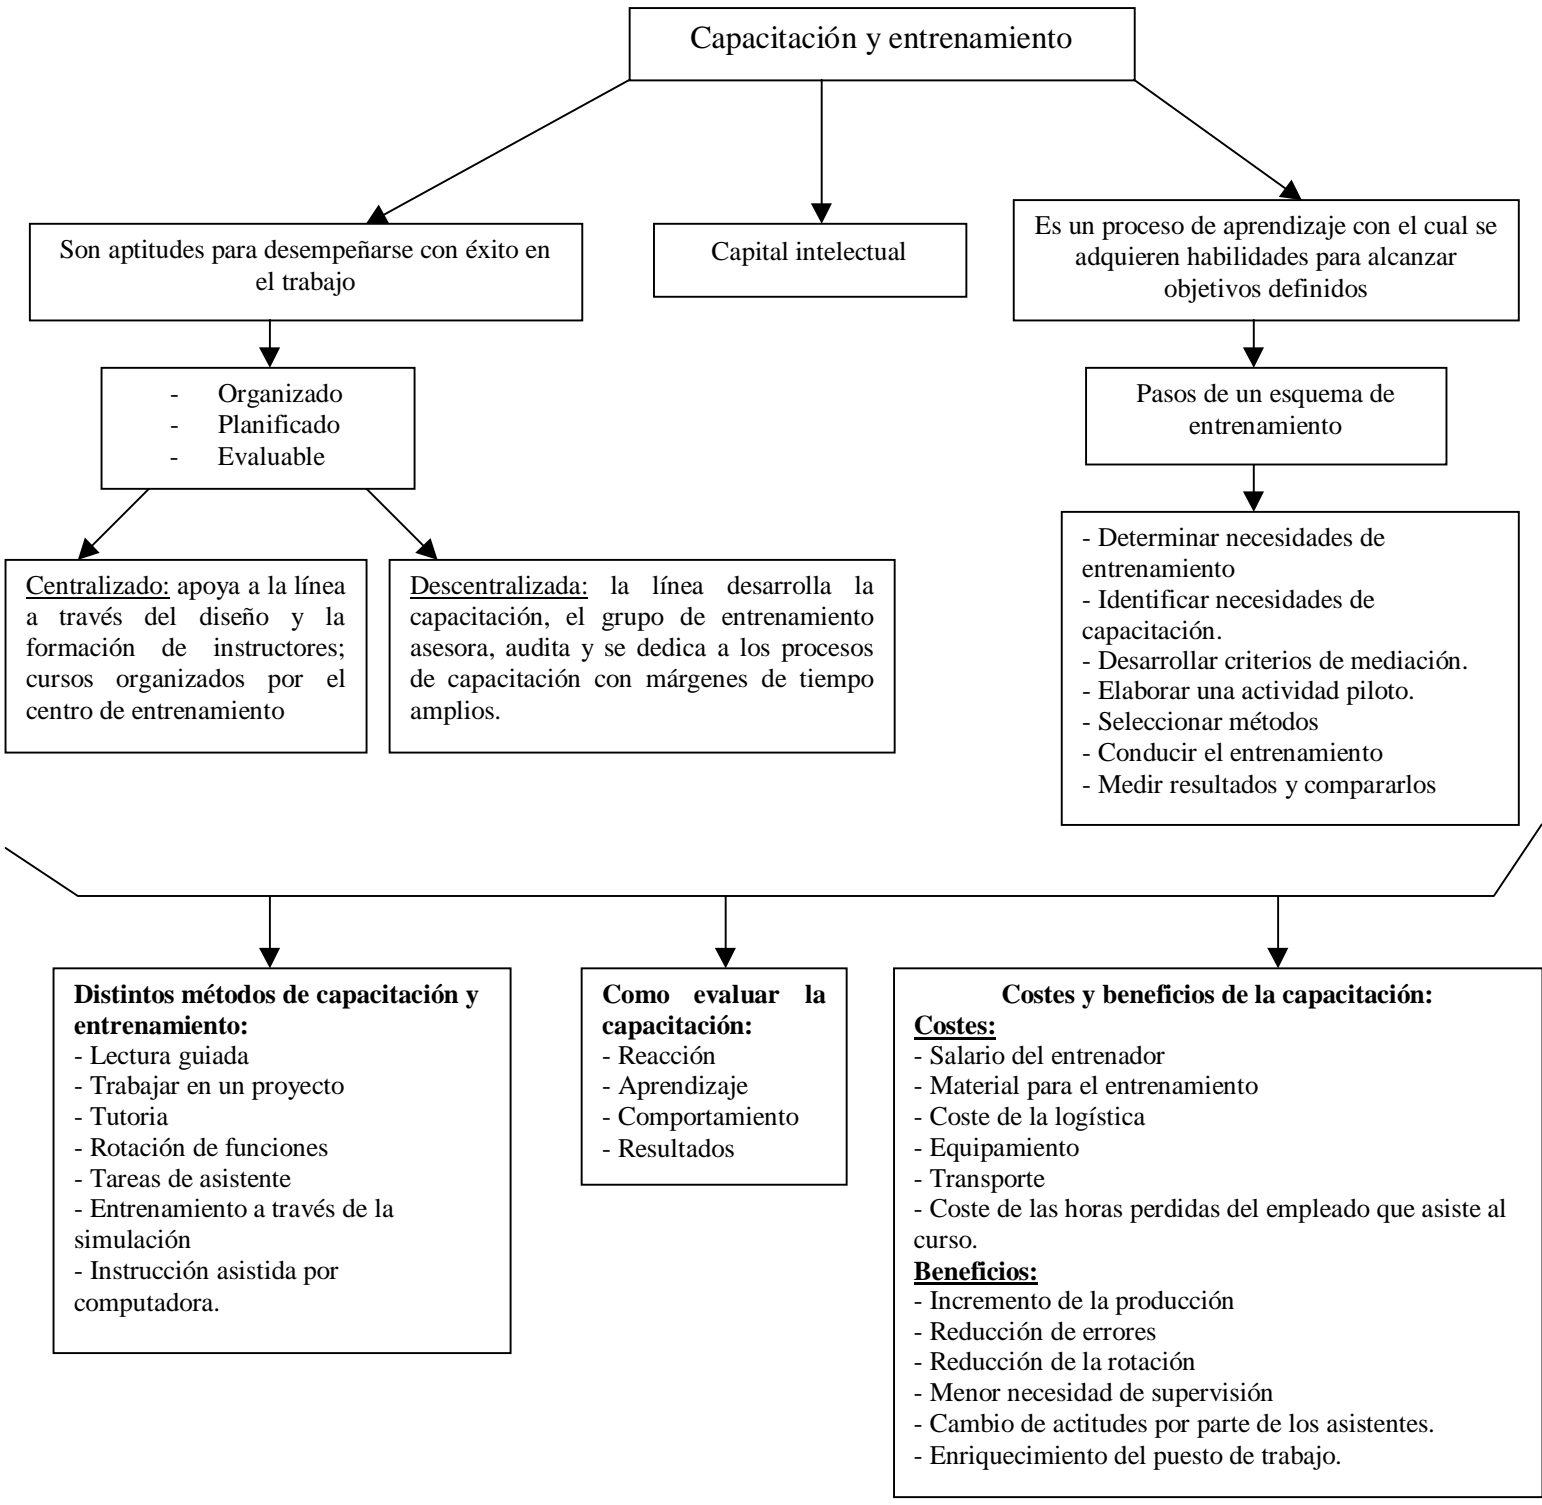 Capacitación y entrenamiento
Son aptitudes para desempeñarse con éxito en
el trabajo
Capital intelectual
Es un proceso de aprendizaje con el cual se
adquieren habilidades para alcanzar
objetivos definidos
- Organizado
- Planificado
- Evaluable
Pasos de un esquema de
entrenamiento
Centralizado: apoya a la línea
a través del diseño y la
formación de instructores;
cursos organizados por el
centro de entrenamiento
Descentralizada: la línea desarrolla la
capacitación, el grupo de entrenamiento
asesora, audita y se dedica a los procesos
de capacitación con márgenes de tiempo
amplios.
- Determinar necesidades de
entrenamiento
- Identificar necesidades de
capacitación.
- Desarrollar criterios de mediación.
- Elaborar una actividad piloto.
- Seleccionar métodos
- Conducir el entrenamiento
- Medir resultados y compararlos
Distintos métodos de capacitación y
entrenamiento:
- Lectura guiada
- Trabajar en un proyecto
- Tutoria
- Rotación de funciones
- Tareas de asistente
- Entrenamiento a través de la
simulación
- Instrucción asistida por
computadora.
Como evaluar la
capacitación:
- Reacción
- Aprendizaje
- Comportamiento
- Resultados
Costes y beneficios de la capacitación:
Costes:
- Salario del entrenador
- Material para el entrenamiento
- Coste de la logística
- Equipamiento
- Transporte
- Coste de las horas perdidas del empleado que asiste al
curso.
Beneficios:
- Incremento de la producción
- Reducción de errores
- Reducción de la rotación
- Menor necesidad de supervisión
- Cambio de actitudes por parte de los asistentes.
- Enriquecimiento del puesto de trabajo.